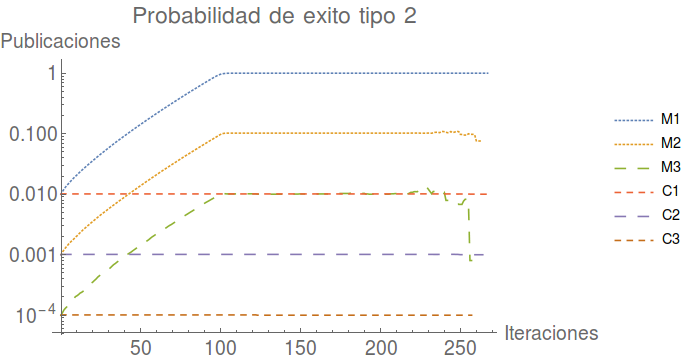 Probabilidad de exito tipo 2
Publicaciones
1
0.100
0.010
0.001
10⁻⁴
50 100 150 200 250
Iteraciones
M1
M2
M3
C1
C2
C3